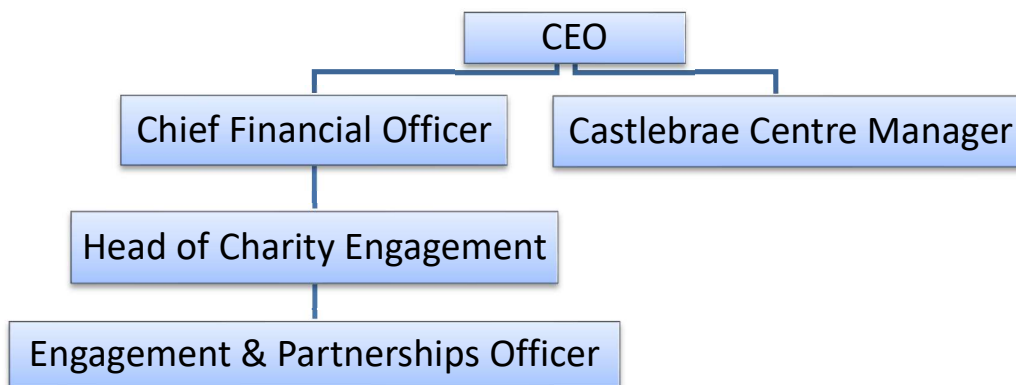 CEO
Chief Financial Officer
Castlebrae Centre Manager
Head of Charity Engagement
Engagement & Partnerships Officer